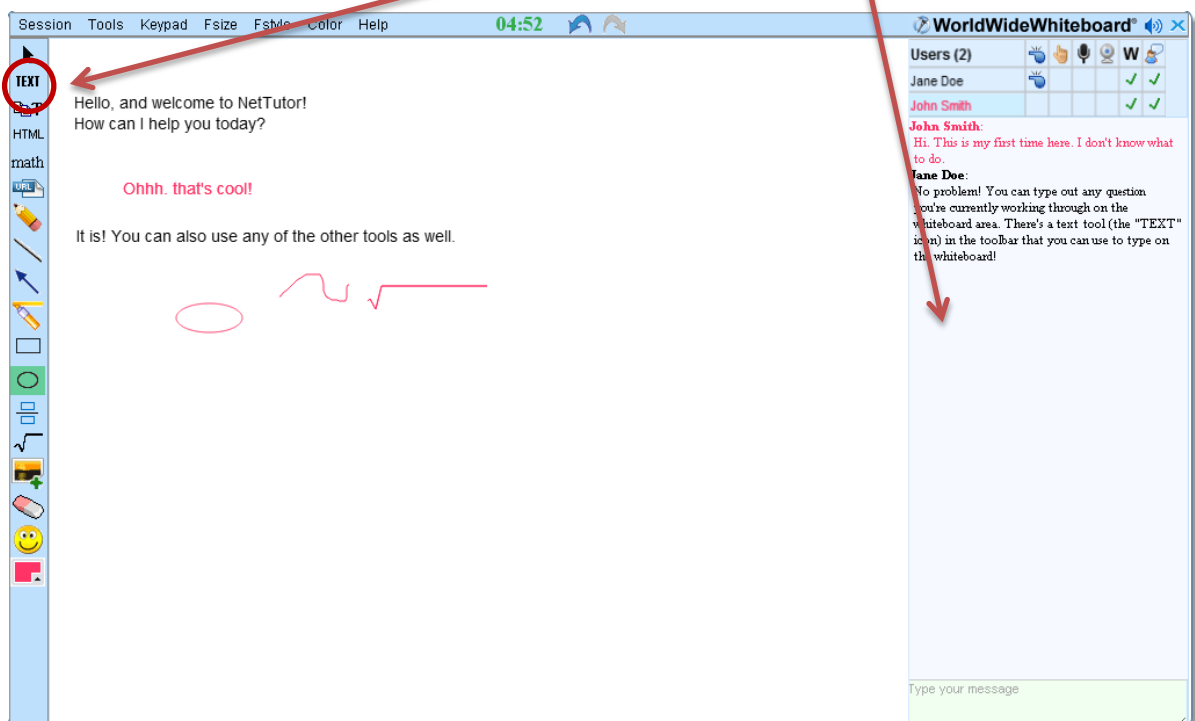 Session Tools Keypad Fsize Fstyle Color Help 04:52 WorldWideWhiteboard®
TEXT
HTML
math
URL
Hello, and welcome to NetTutor!
How can I help you today?
Ohhh. that's cool!
It is! You can also use any of the other tools as well.
Users (2) W
Jane Doe
John Smith
John Smith:
Hi. This is my first time here. I don't know what
to do.
Jane Doe:
No problem! You can type out any question
you're currently working through on the
whiteboard area. There's a text tool (the "TEXT"
icon) in the toolbar that you can use to type on
the whiteboard!
Type your message